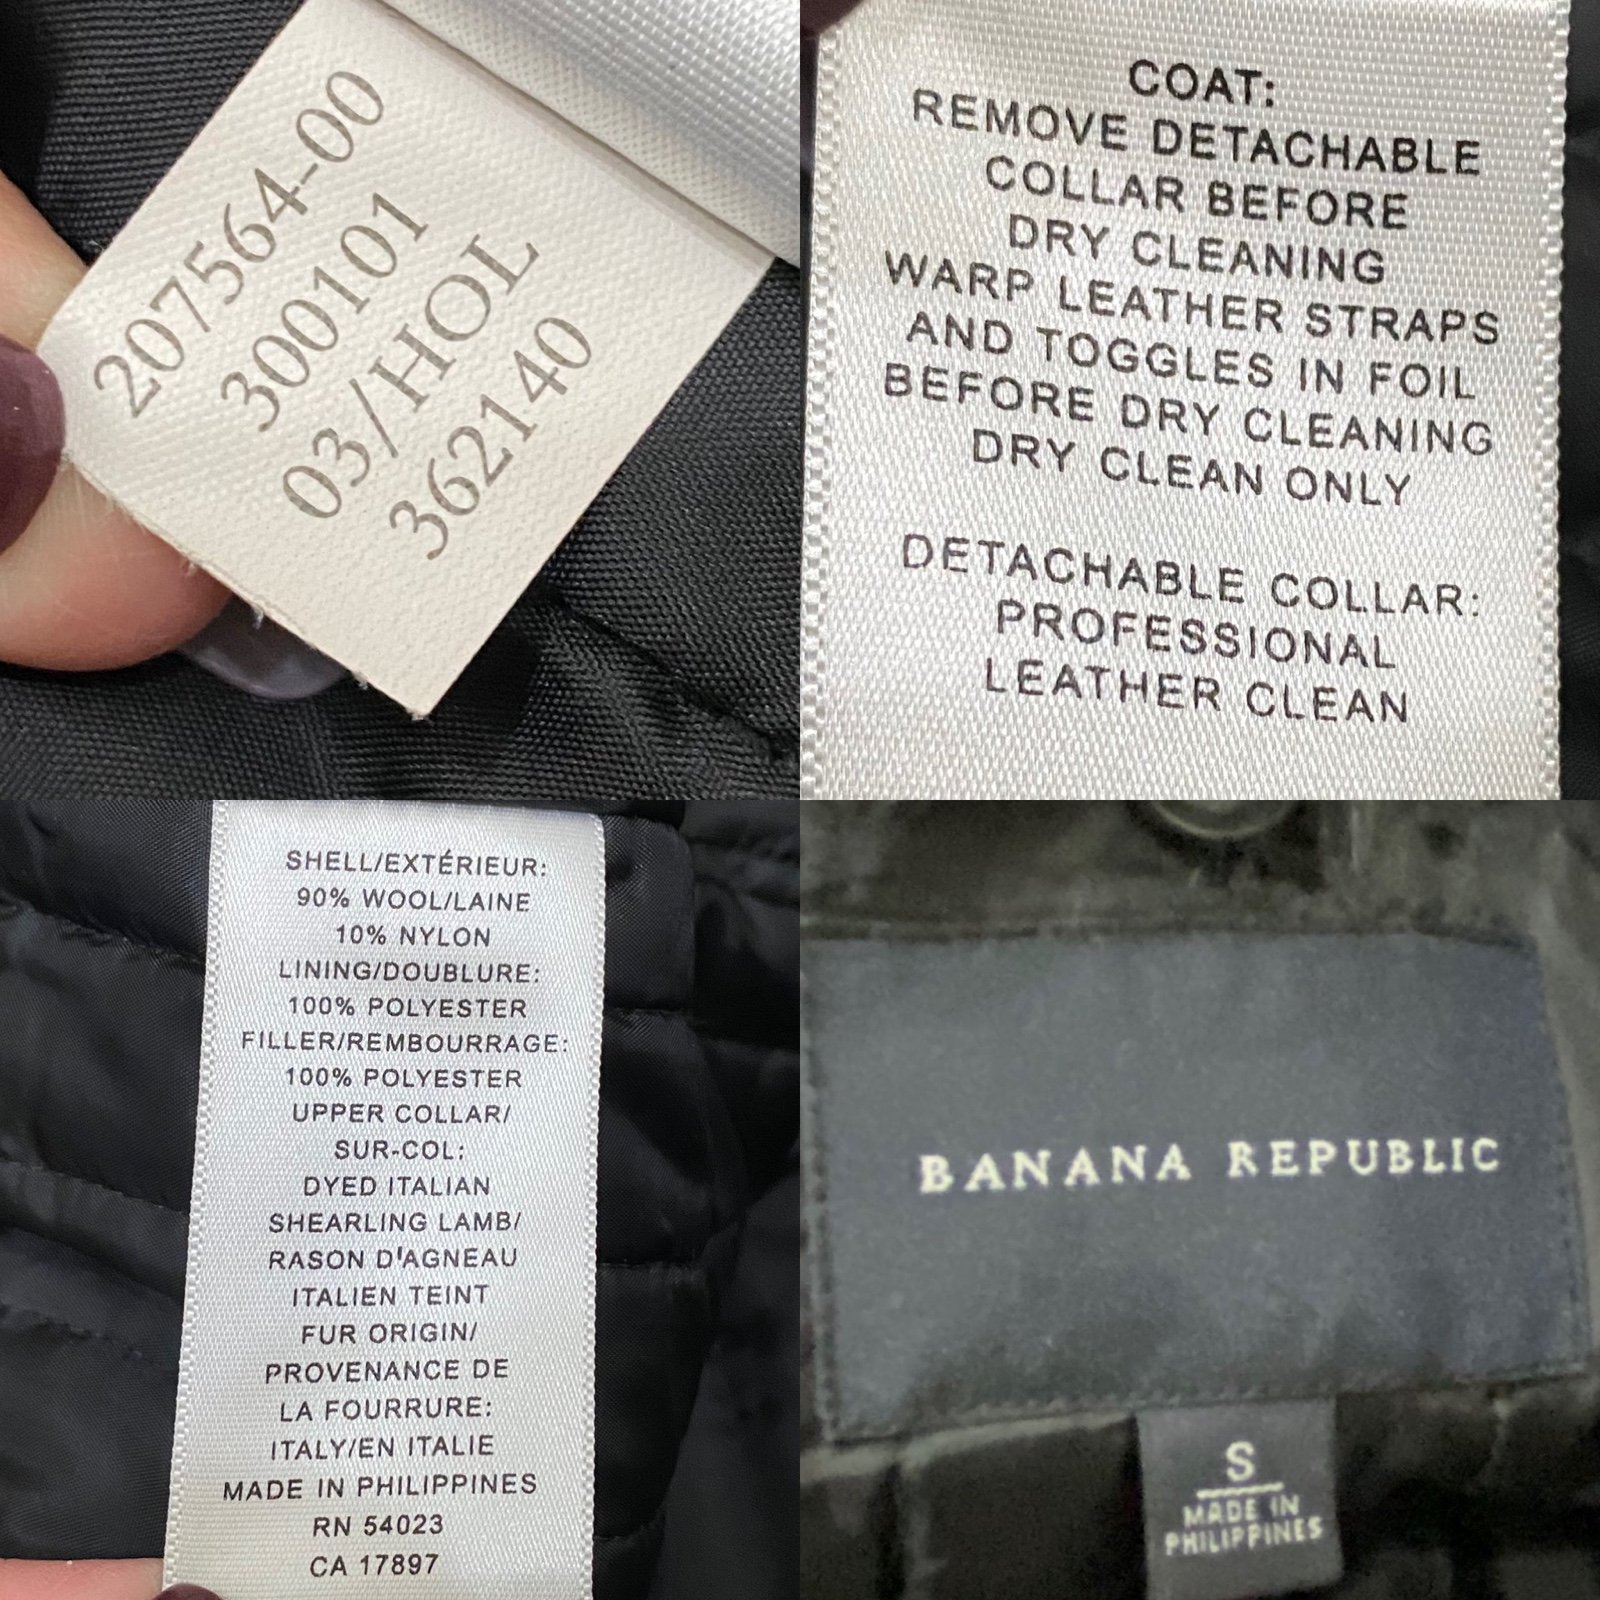 207564-00
300101
03/HOL
362140
COAT:
REMOVE DETACHABLE
COLLAR BEFORE
DRY CLEANING
WARP LEATHER STRAPS
AND TOGGLES IN FOIL
BEFORE DRY CLEANING
DRY CLEAN ONLY
DETACHABLE COLLAR:
PROFESSIONAL
LEATHER CLEAN
SHELL/EXTÉRIEUR:
90% WOOL/LAINE
10% NYLON
LINING/DOUBLURE:
100% POLYESTER
FILLER/REMBOURRAGE:
100% POLYESTER
UPPER COLLAR/
SUR-COL:
DYED ITALIAN
SHEARLING LAMB/
RASON D'AGNEAU
ITALIEN TEINT
FUR ORIGIN/
PROVENANCE DE
LA FOURRURE:
ITALY/EN ITALIE
MADE IN PHILIPPINES
RN 54023
CA 17897
BANANA REPUBLIC
S
MADE IN
PHILIPPINES